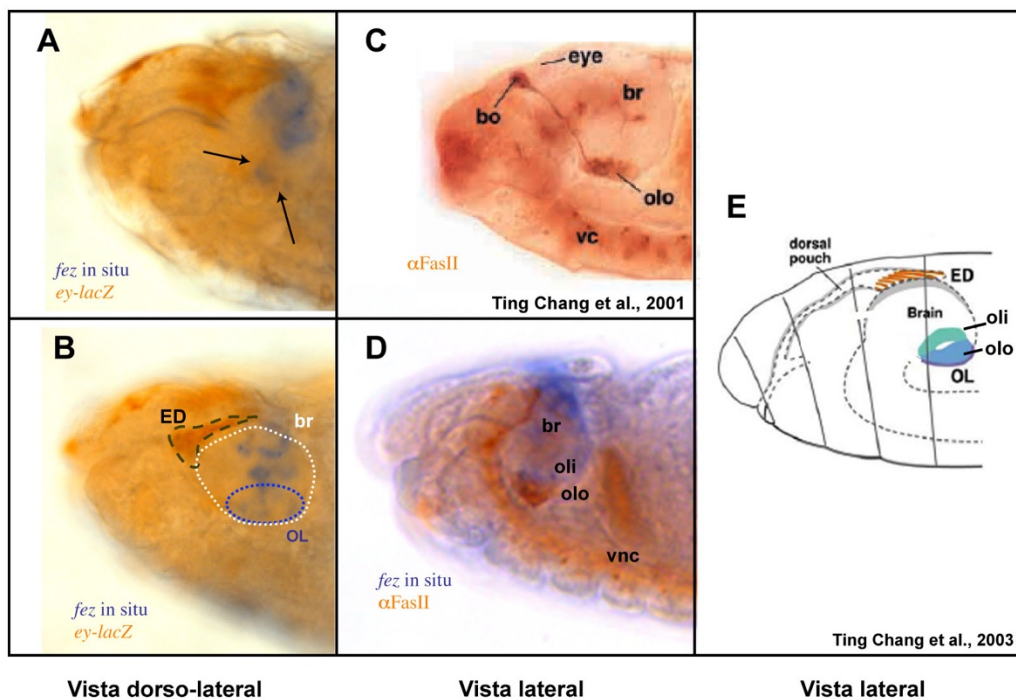 A
fez in situ
ey-lacZ
B
ED
br
OL
fez in situ
ey-lacZ
Vista dorso-lateral
C
eye
bo
br
olo
vc
αFasII
Ting Chang et al., 2001
D
br
oli
olo
vnc
fez in situ
αFasII
Vista lateral
E
dorsal
pouch
ED
Brain
oli
olo
OL
Ting Chang et al., 2003
Vista lateral